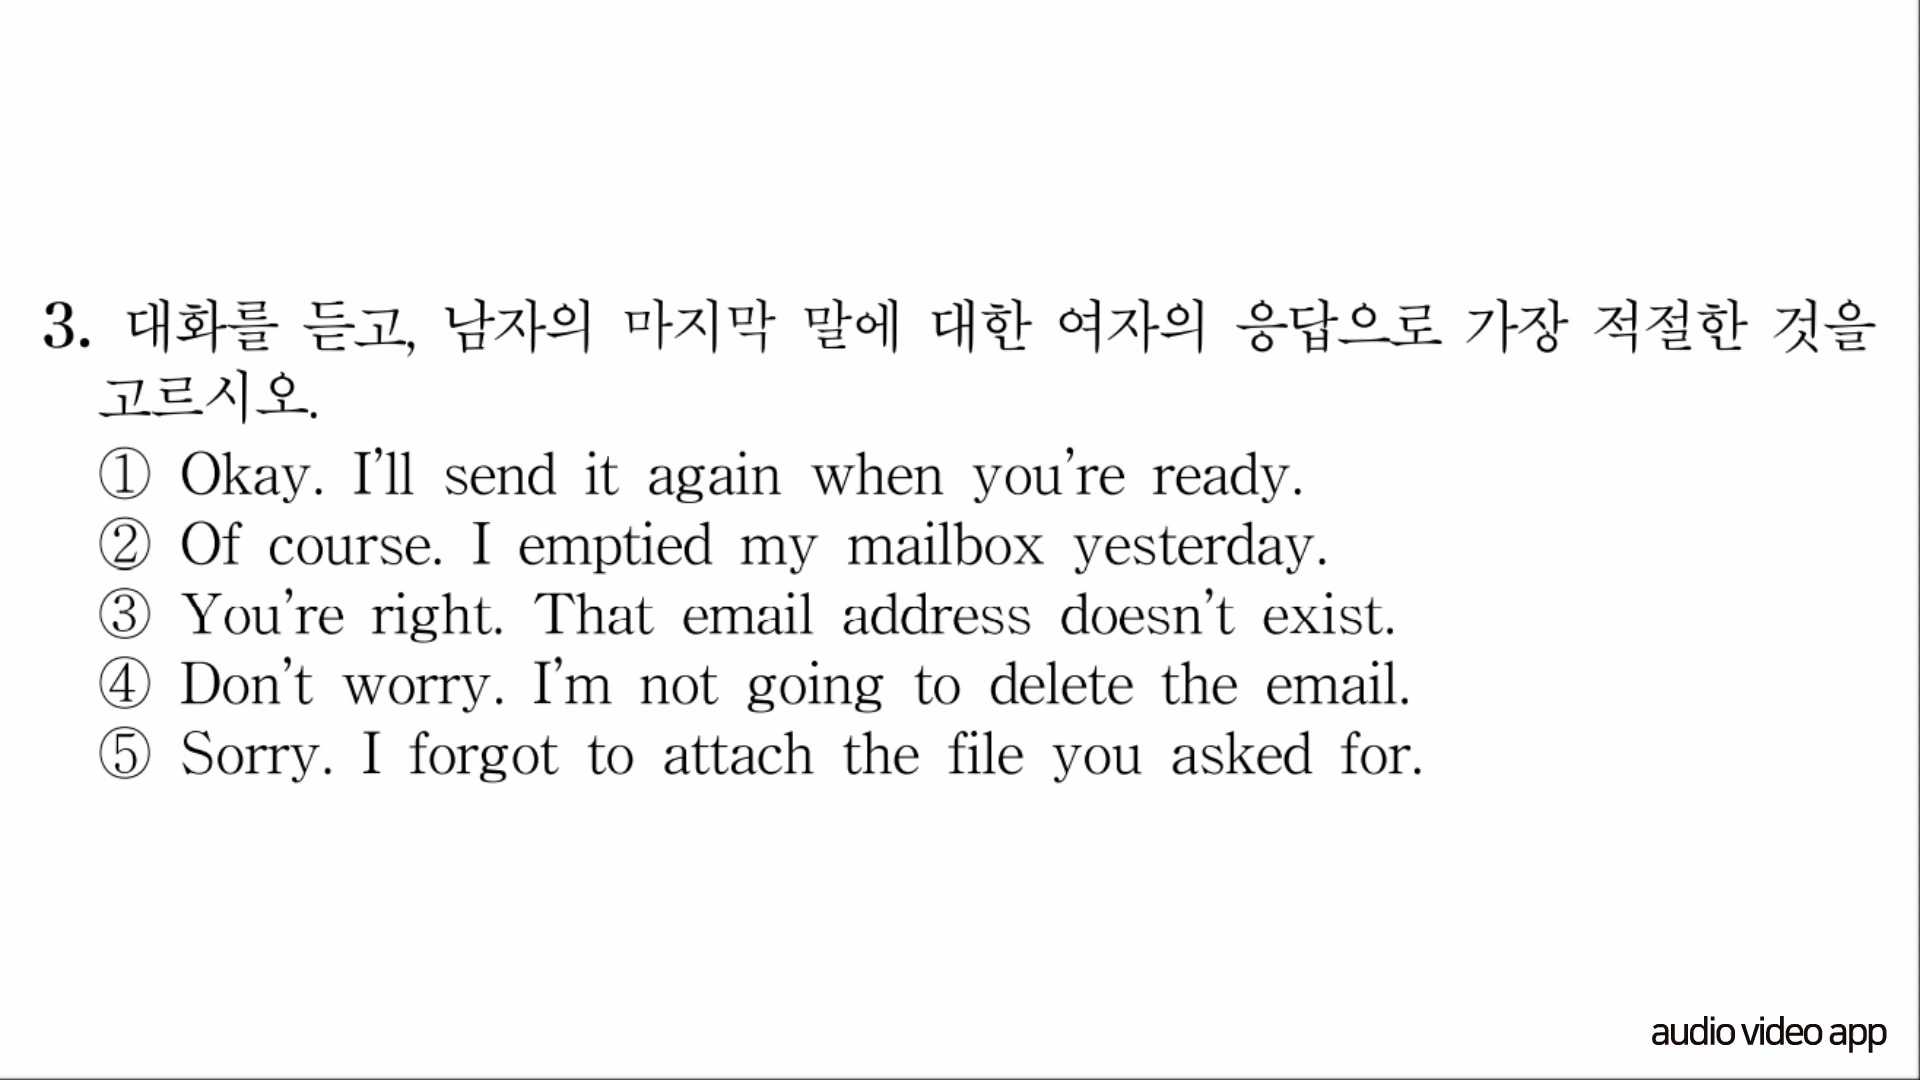 3. 대화를 듣고, 남자의 마지막 말에 대한 여자의 응답으로 가장 적절한 것을
고르시오.
① Okay. I’ll send it again when you’re ready.
② Of course. I emptied my mailbox yesterday.
③ You’re right. That email address doesn’t exist.
④ Don’t worry. I’m not going to delete the email.
⑤ Sorry. I forgot to attach the file you asked for.
audio video app